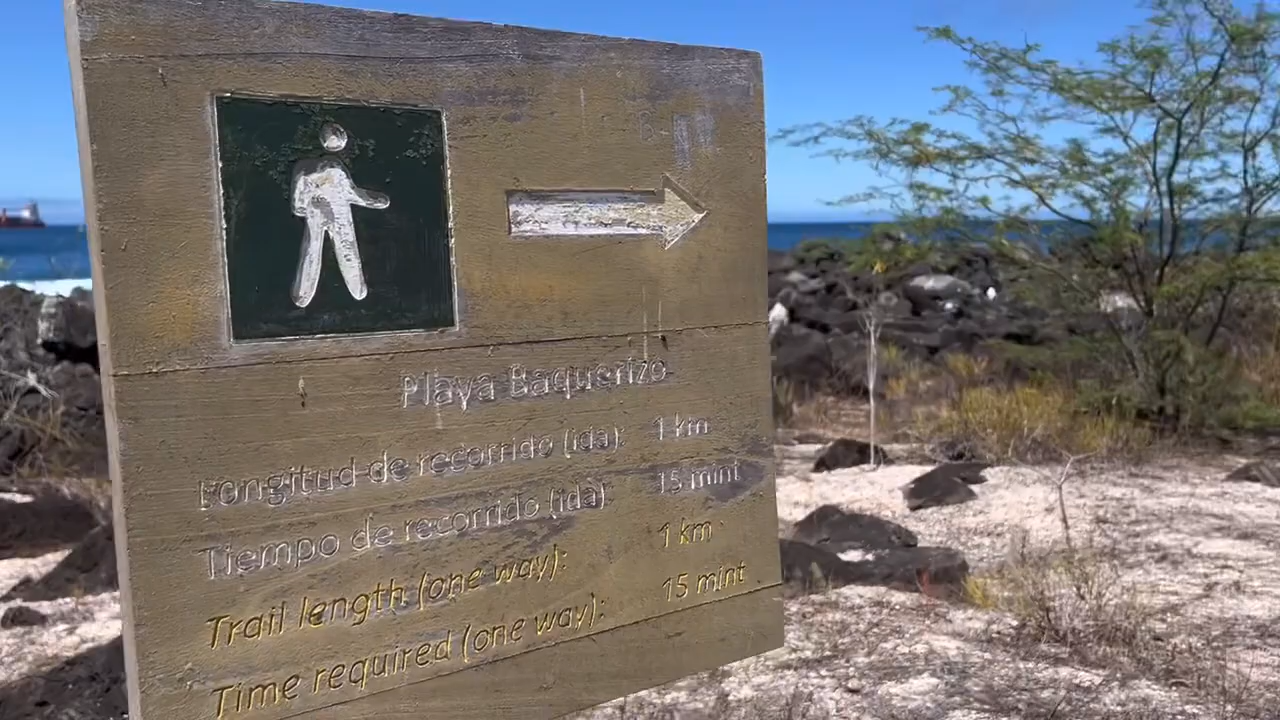 Playa Baquerizo
Longitud de recorrido (ida): 1 km
Tiempo de recorrido (ida) 15 mint
Trail length (one way): 1 km
Time required (one way): 15 mint